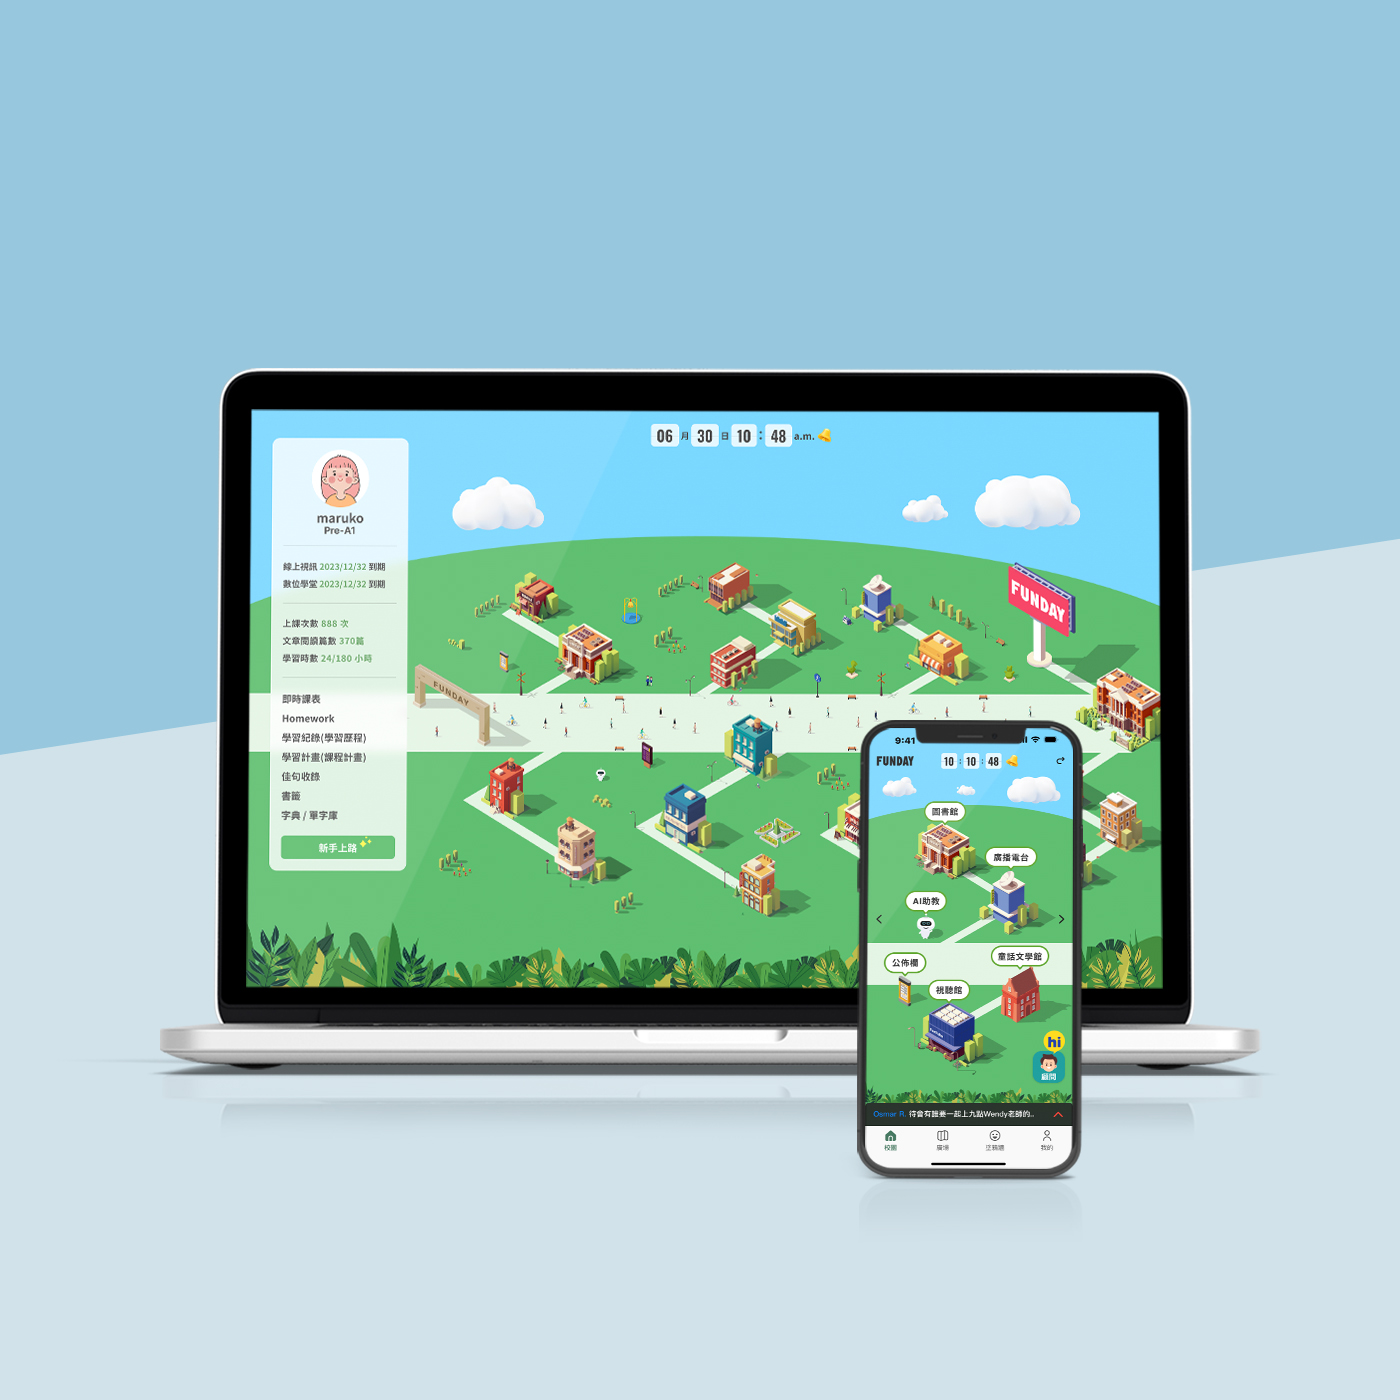 06 月 30 日 10 : 48 a.m.
maruko
Pre-A1
線上視訊 2023/12/32 到期
數位學堂 2023/12/32 到期
上課次數 888 次
文章閱讀篇數 370篇
學習時數 24/180 小時
即時課表
Homework
學習紀錄(學習歷程)
學習計畫(課程計畫)
佳句收錄
書籤
字典 / 單字庫
新手上路
FUNDAY
FUNDAY
9:41
FUNDAY 10 : 10 : 48
圖書館
廣播電台
AI助教
公佈欄
童話文學館
視聽館
hi
顧問
Osmar R. 待會有誰要一起上九點Wendy老師的..
校園 廣場 我的